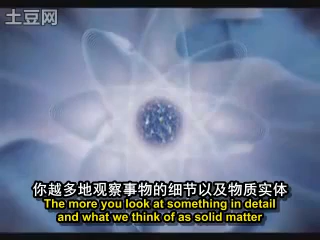 土豆网
你越多地观察事物的细节以及物质实体
The more you look at something in detail
and what we think of as solid matter